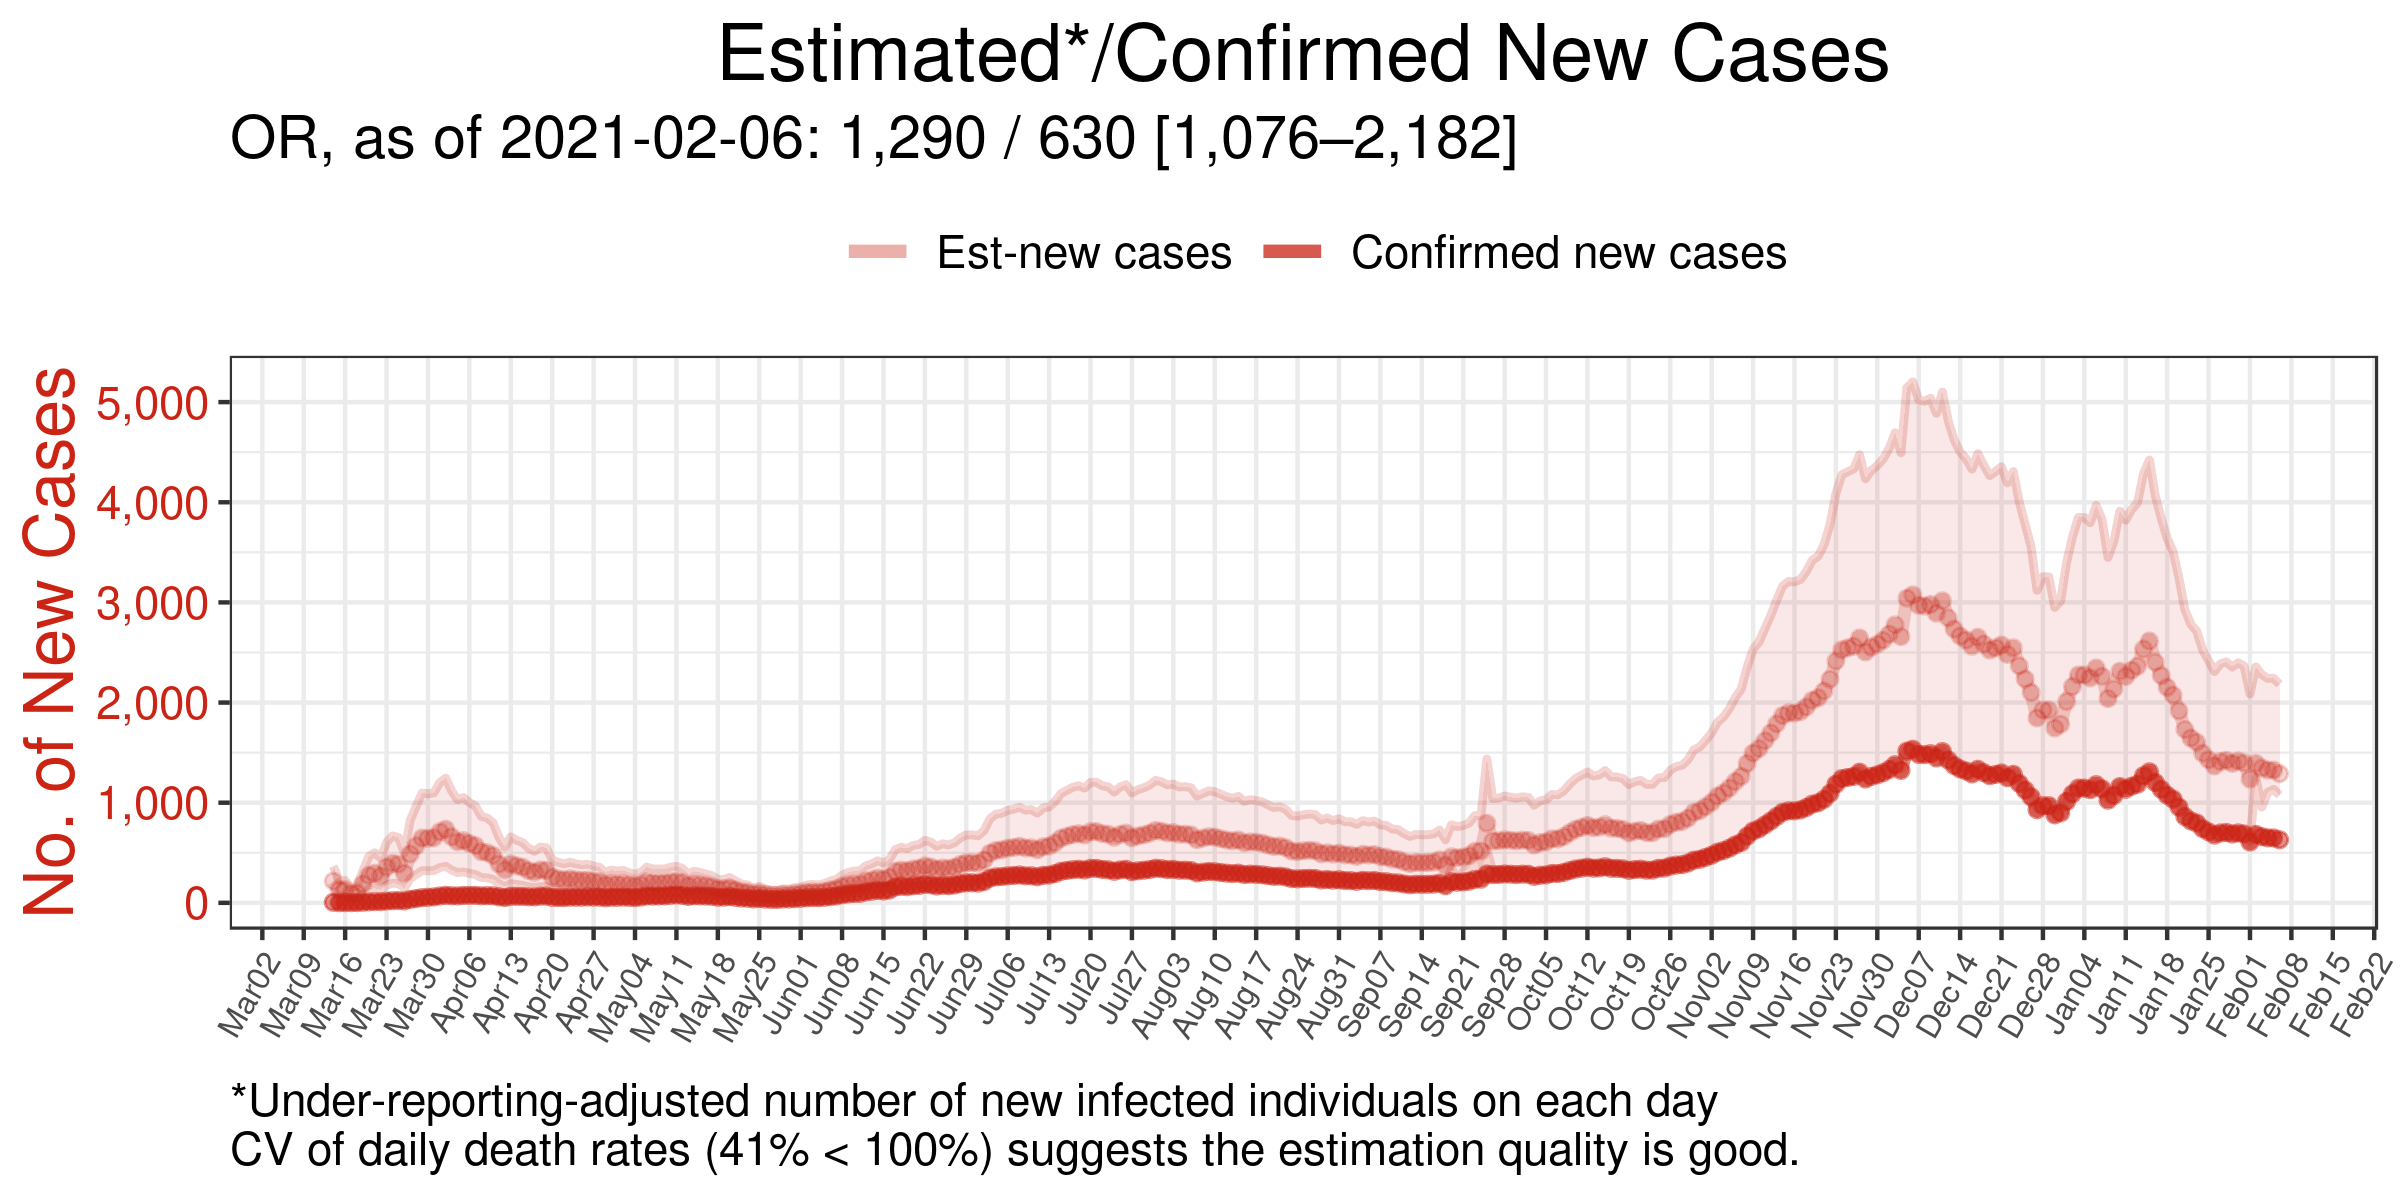 Estimated*/Confirmed New Cases
OR, as of 2021-02-06: 1,290 / 630 [1,076–2,182]
Est-new cases
Confirmed new cases
No. of New Cases
5,000
4,000
3,000
2,000
1,000
0
Mar02
Mar09
Mar16
Mar23
Mar30
Apr06
Apr13
Apr20
Apr27
May04
May11
May18
May25
Jun01
Jun08
Jun15
Jun22
Jun29
Jul06
Jul13
Jul20
Jul27
Aug03
Aug10
Aug17
Aug24
Aug31
Sep07
Sep14
Sep21
Sep28
Oct05
Oct12
Oct19
Oct26
Nov02
Nov09
Nov16
Nov23
Nov30
Dec07
Dec14
Dec21
Dec28
Jan04
Jan11
Jan18
Jan25
Feb01
Feb08
Feb15
Feb22
*Under-reporting-adjusted number of new infected individuals on each day
CV of daily death rates (41% < 100%) suggests the estimation quality is good.